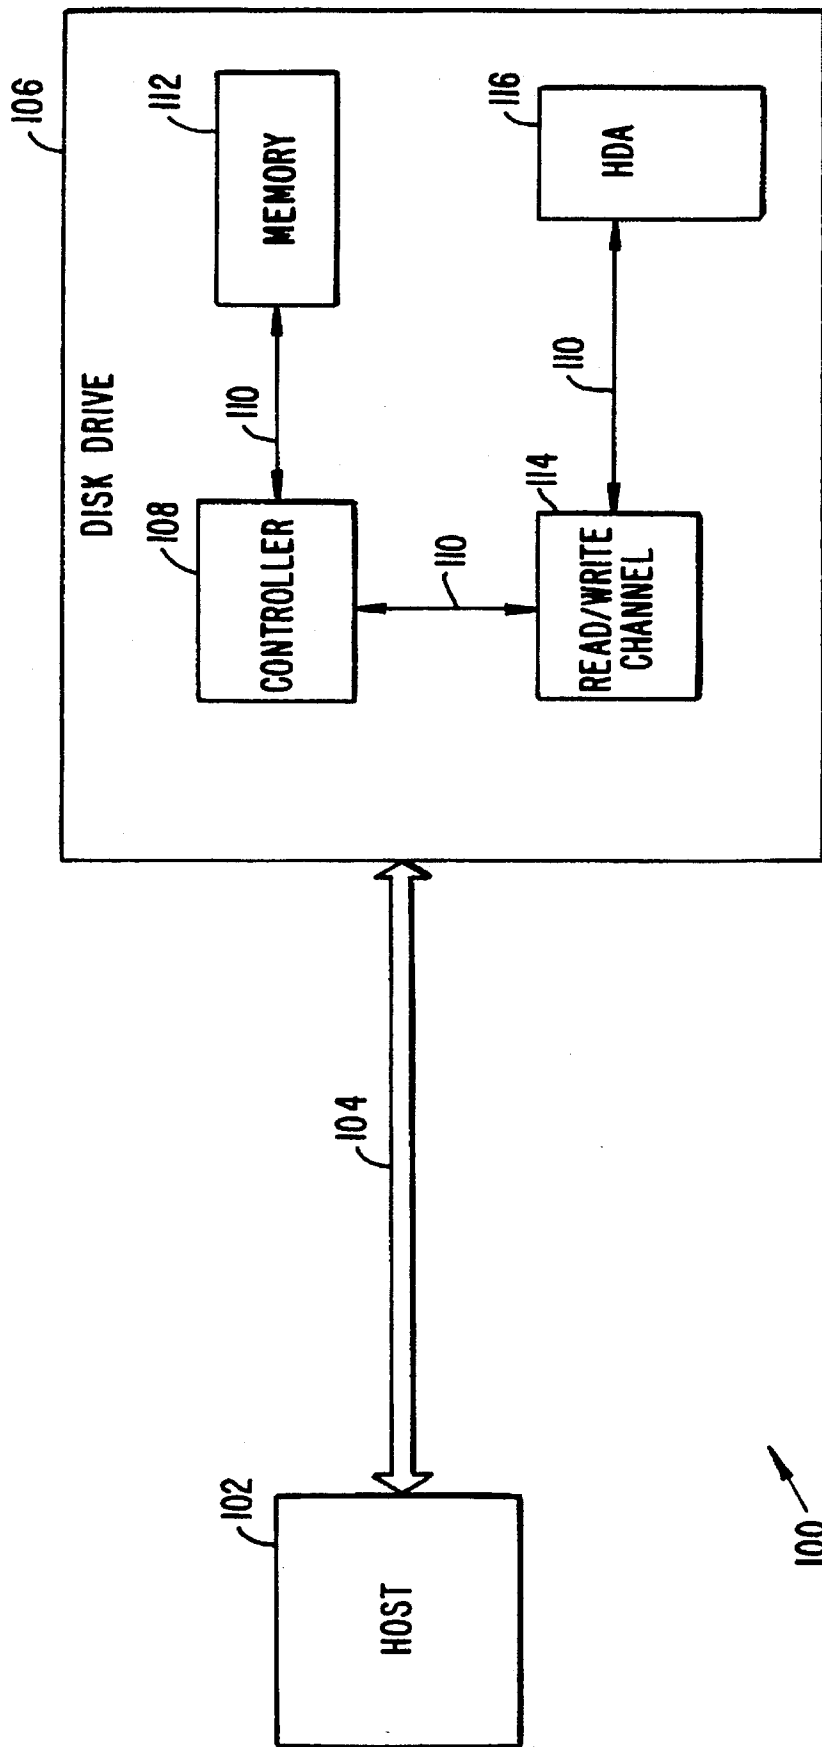 106
DISK DRIVE
108
CONTROLLER
110
112
MEMORY
110
114
READ/WRITE
CHANNEL
110
116
HDA
104
102
HOST
100